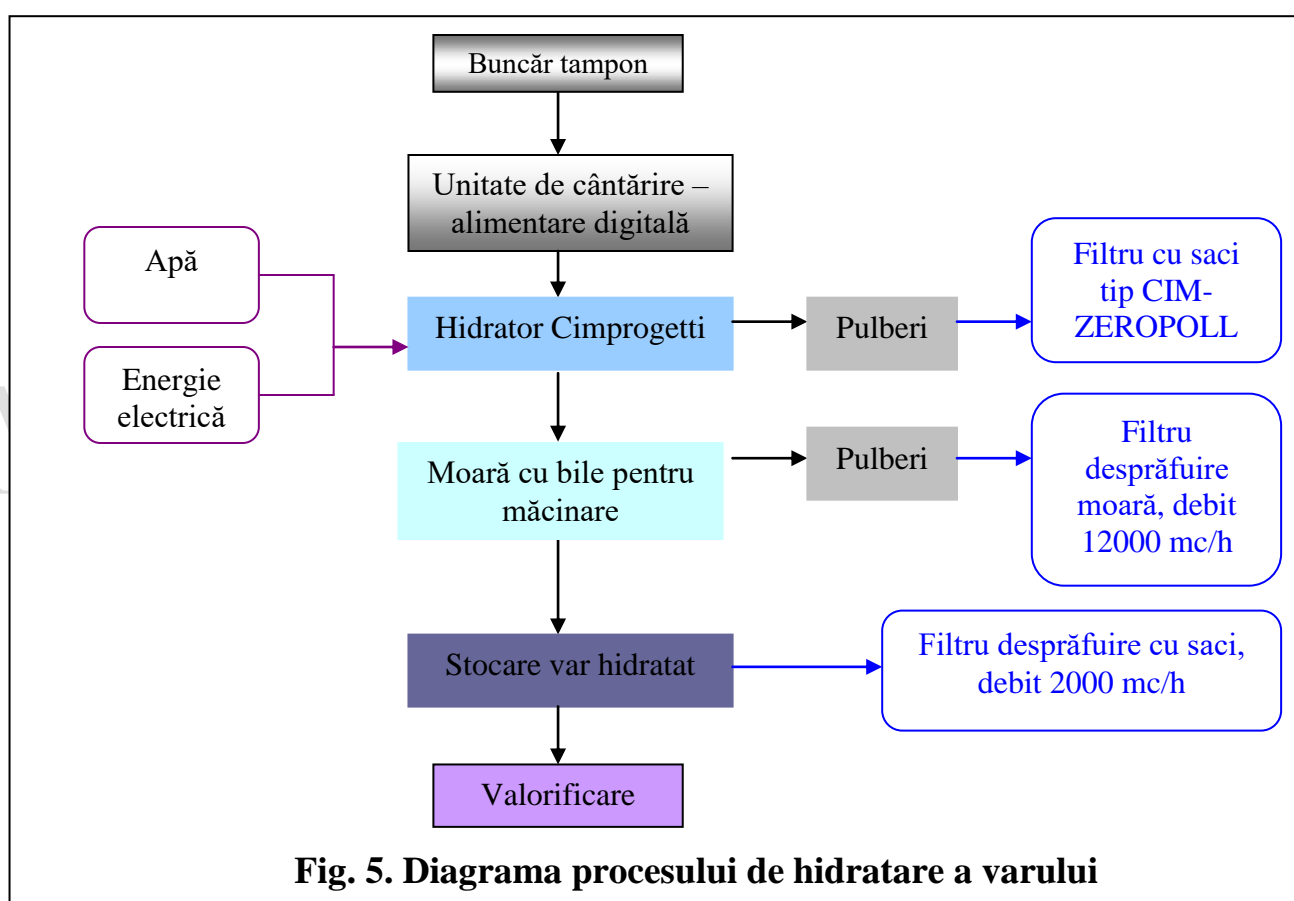 Buncăr tampon
Unitate de cântărire –
alimentare digitală
Apă
Energie
electrică
Hidrator Cimprogetti
Pulberi
Filtru cu saci
tip CIM-
ZEROPOLL
Moară cu bile pentru
măcinare
Pulberi
Filtru
desprăfuire
moară, debit
12000 mc/h
Stocare var hidratat
Filtru desprăfuire cu saci,
debit 2000 mc/h
Valorificare
Fig. 5. Diagrama procesului de hidratare a varului